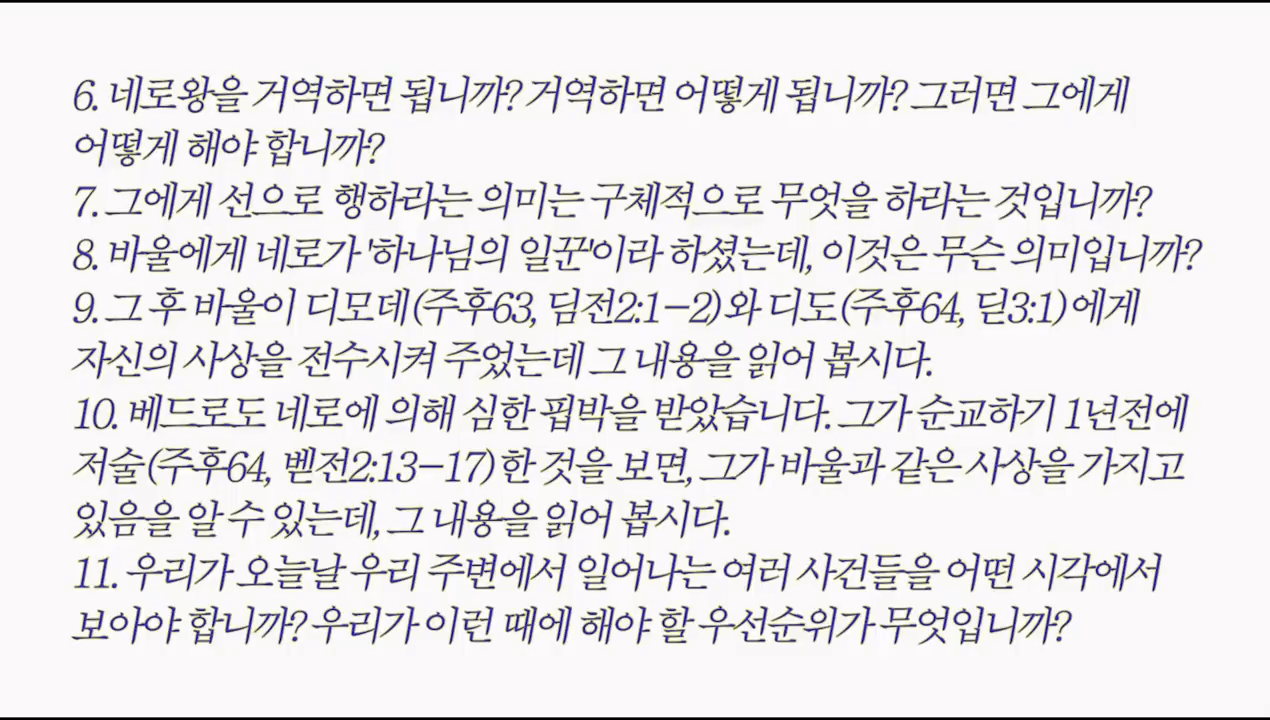 6. 네로왕을 거역하면 됩니까? 거역하면 어떻게 됩니까? 그러면 그에게
어떻게 해야 합니까?
7. 그에게 선으로 행하라는 의미는 구체적으로 무엇을 하라는 것입니까?
8. 바울에게 네로가 '하나님의 일꾼'이라 하셨는데, 이것은 무슨 의미입니까?
9. 그 후 바울이 디모데(주후63, 딤전2:1-2)와 디도(주후64, 딛3:1)에게
자신의 사상을 전수시켜 주었는데 그 내용을 읽어 봅시다.
10. 베드로도 네로에 의해 심한 핍박을 받았습니다. 그가 순교하기 1년전에
저술(주후64, 벧전2:13-17)한 것을 보면, 그가 바울과 같은 사상을 가지고
있음을 알 수 있는데, 그 내용을 읽어 봅시다.
11. 우리가 오늘날 우리 주변에서 일어나는 여러 사건들을 어떤 시각에서
보아야 합니까? 우리가 이런 때에 해야 할 우선순위가 무엇입니까?